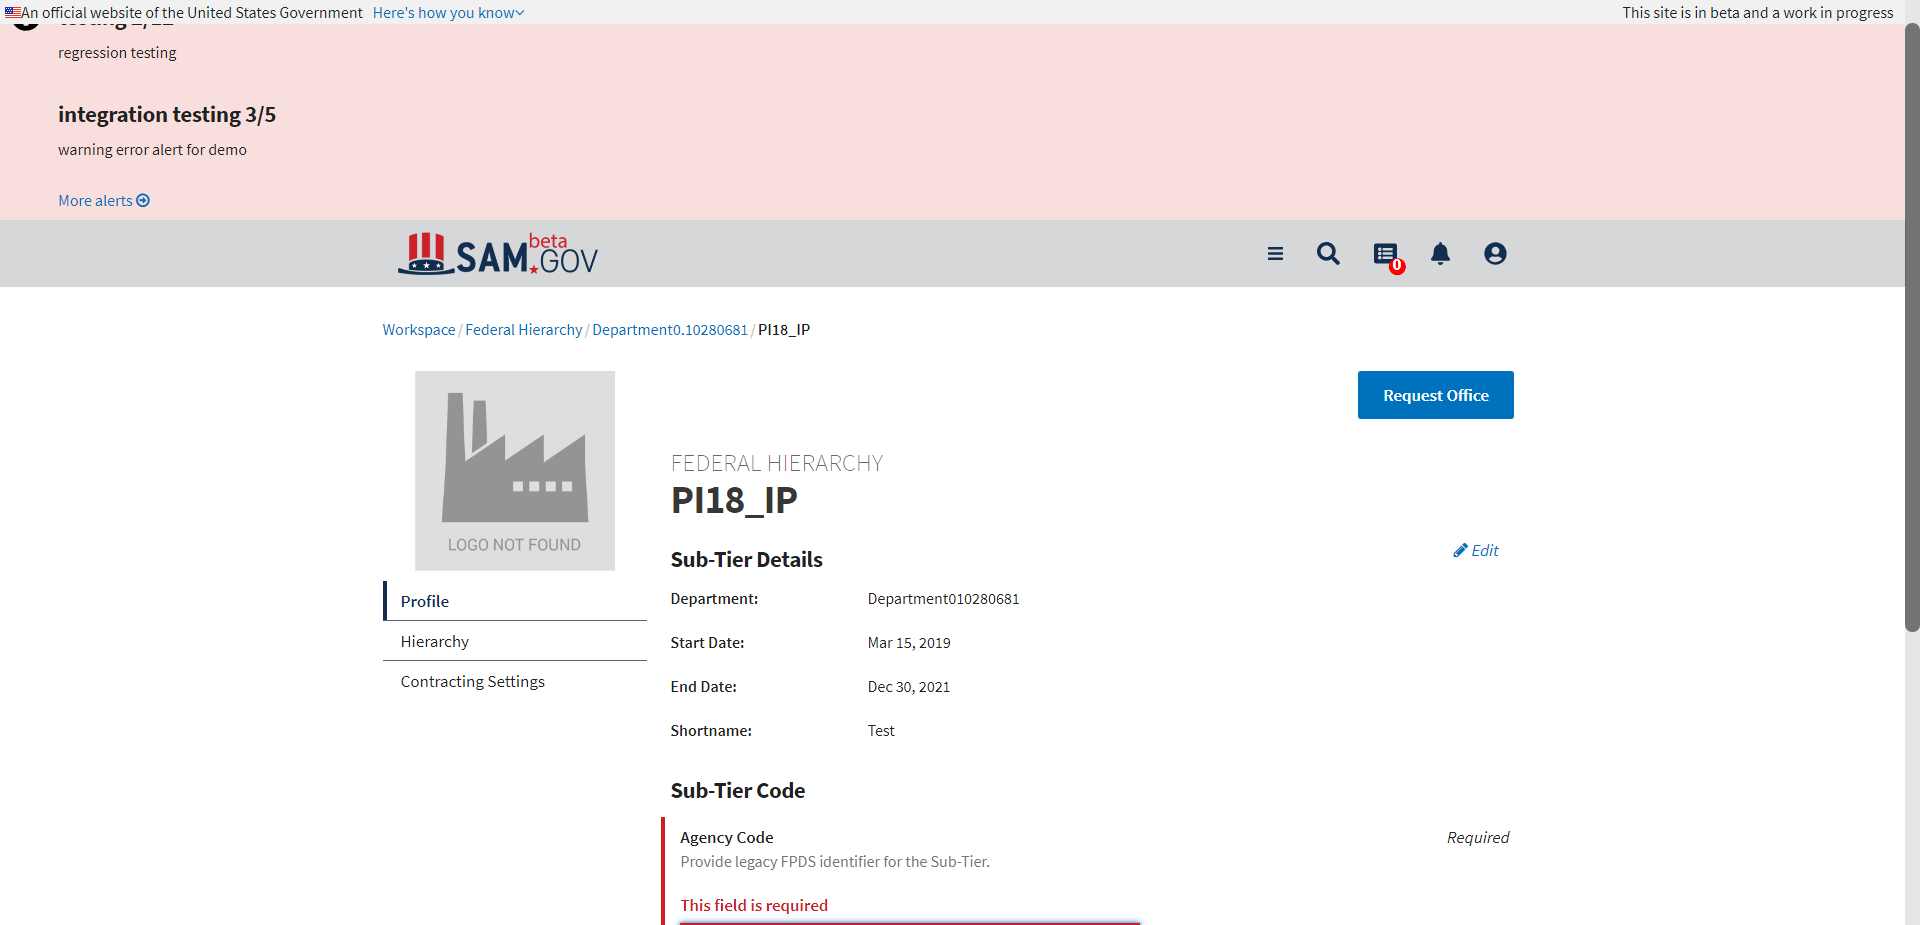 An official website of the United States Government Here's how you know
This site is in beta and a work in progress
regression testing
integration testing 3/5
warning error alert for demo
More alerts
SAM.GOV beta
0
Workspace / Federal Hierarchy / Department0.10280681 / PI18_IP
Request Office
LOGO NOT FOUND
Profile
Hierarchy
Contracting Settings
FEDERAL HIERARCHY
PI18_IP
Sub-Tier Details
Edit
Department: Department010280681
Start Date: Mar 15, 2019
End Date: Dec 30, 2021
Shortname: Test
Sub-Tier Code
Agency Code
Required
Provide legacy FPDS identifier for the Sub-Tier.
This field is required